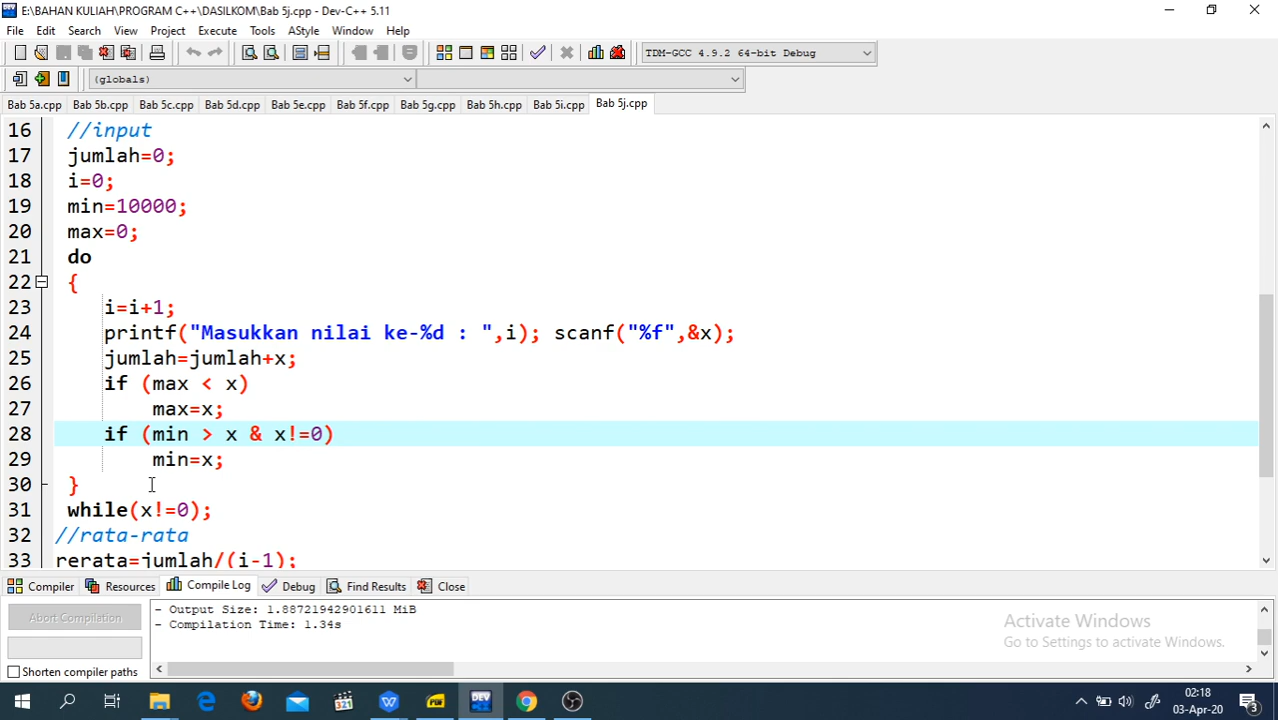 E:\BAHAN KULIAH\PROGRAM C++\DASILKOM\Bab 5j.cpp - Dev-C++ 5.11
File Edit Search View Project Execute Tools AStyle Window Help
TDM-GCC 4.9.2 64-bit Debug
(globals)
Bab 5a.cpp Bab 5b.cpp Bab 5c.cpp Bab 5d.cpp Bab 5e.cpp Bab 5f.cpp Bab 5g.cpp Bab 5h.cpp Bab 5i.cpp Bab 5j.cpp
16 //input
17 jumlah=0;
18 i=0;
19 min=10000;
20 max=0;
21 do
22 {
23 i=i+1;
24 printf("Masukkan nilai ke-%d : ",i); scanf("%f",&x);
25 jumlah=jumlah+x;
26 if (max < x)
27 max=x;
28 if (min > x & x!=0)
29 min=x;
30 }
31 while(x!=0);
32 //rata-rata
33 rerata=jumlah/(i-1);
Compiler Resources Compile Log Debug Find Results Close
Abort Compilation
- Output Size: 1.88721942901611 MiB
- Compilation Time: 1.34s
Shorten compiler paths
Activate Windows
Go to Settings to activate Windows.
02:18
03-Apr-20
3